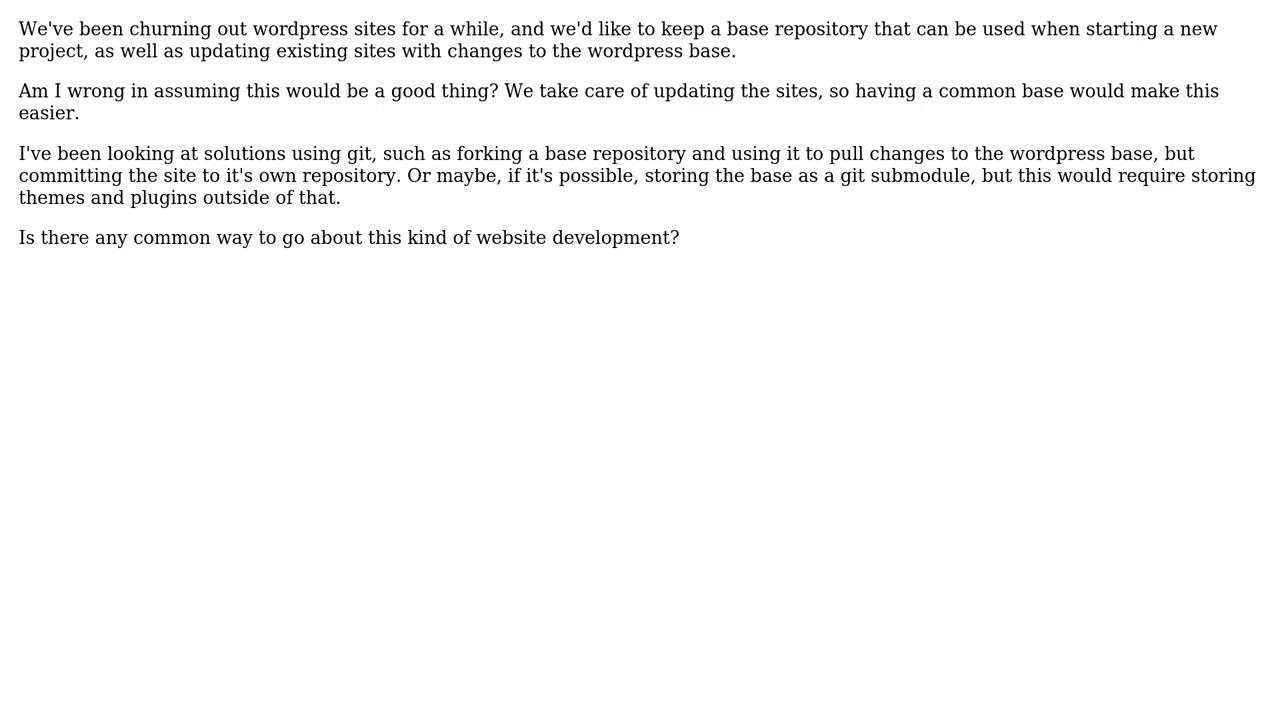 We've been churning out wordpress sites for a while, and we'd like to keep a base repository that can be used when starting a new
project, as well as updating existing sites with changes to the wordpress base.
Am I wrong in assuming this would be a good thing? We take care of updating the sites, so having a common base would make this
easier.
I've been looking at solutions using git, such as forking a base repository and using it to pull changes to the wordpress base, but
committing the site to it's own repository. Or maybe, if it's possible, storing the base as a git submodule, but this would require storing
themes and plugins outside of that.
Is there any common way to go about this kind of website development?